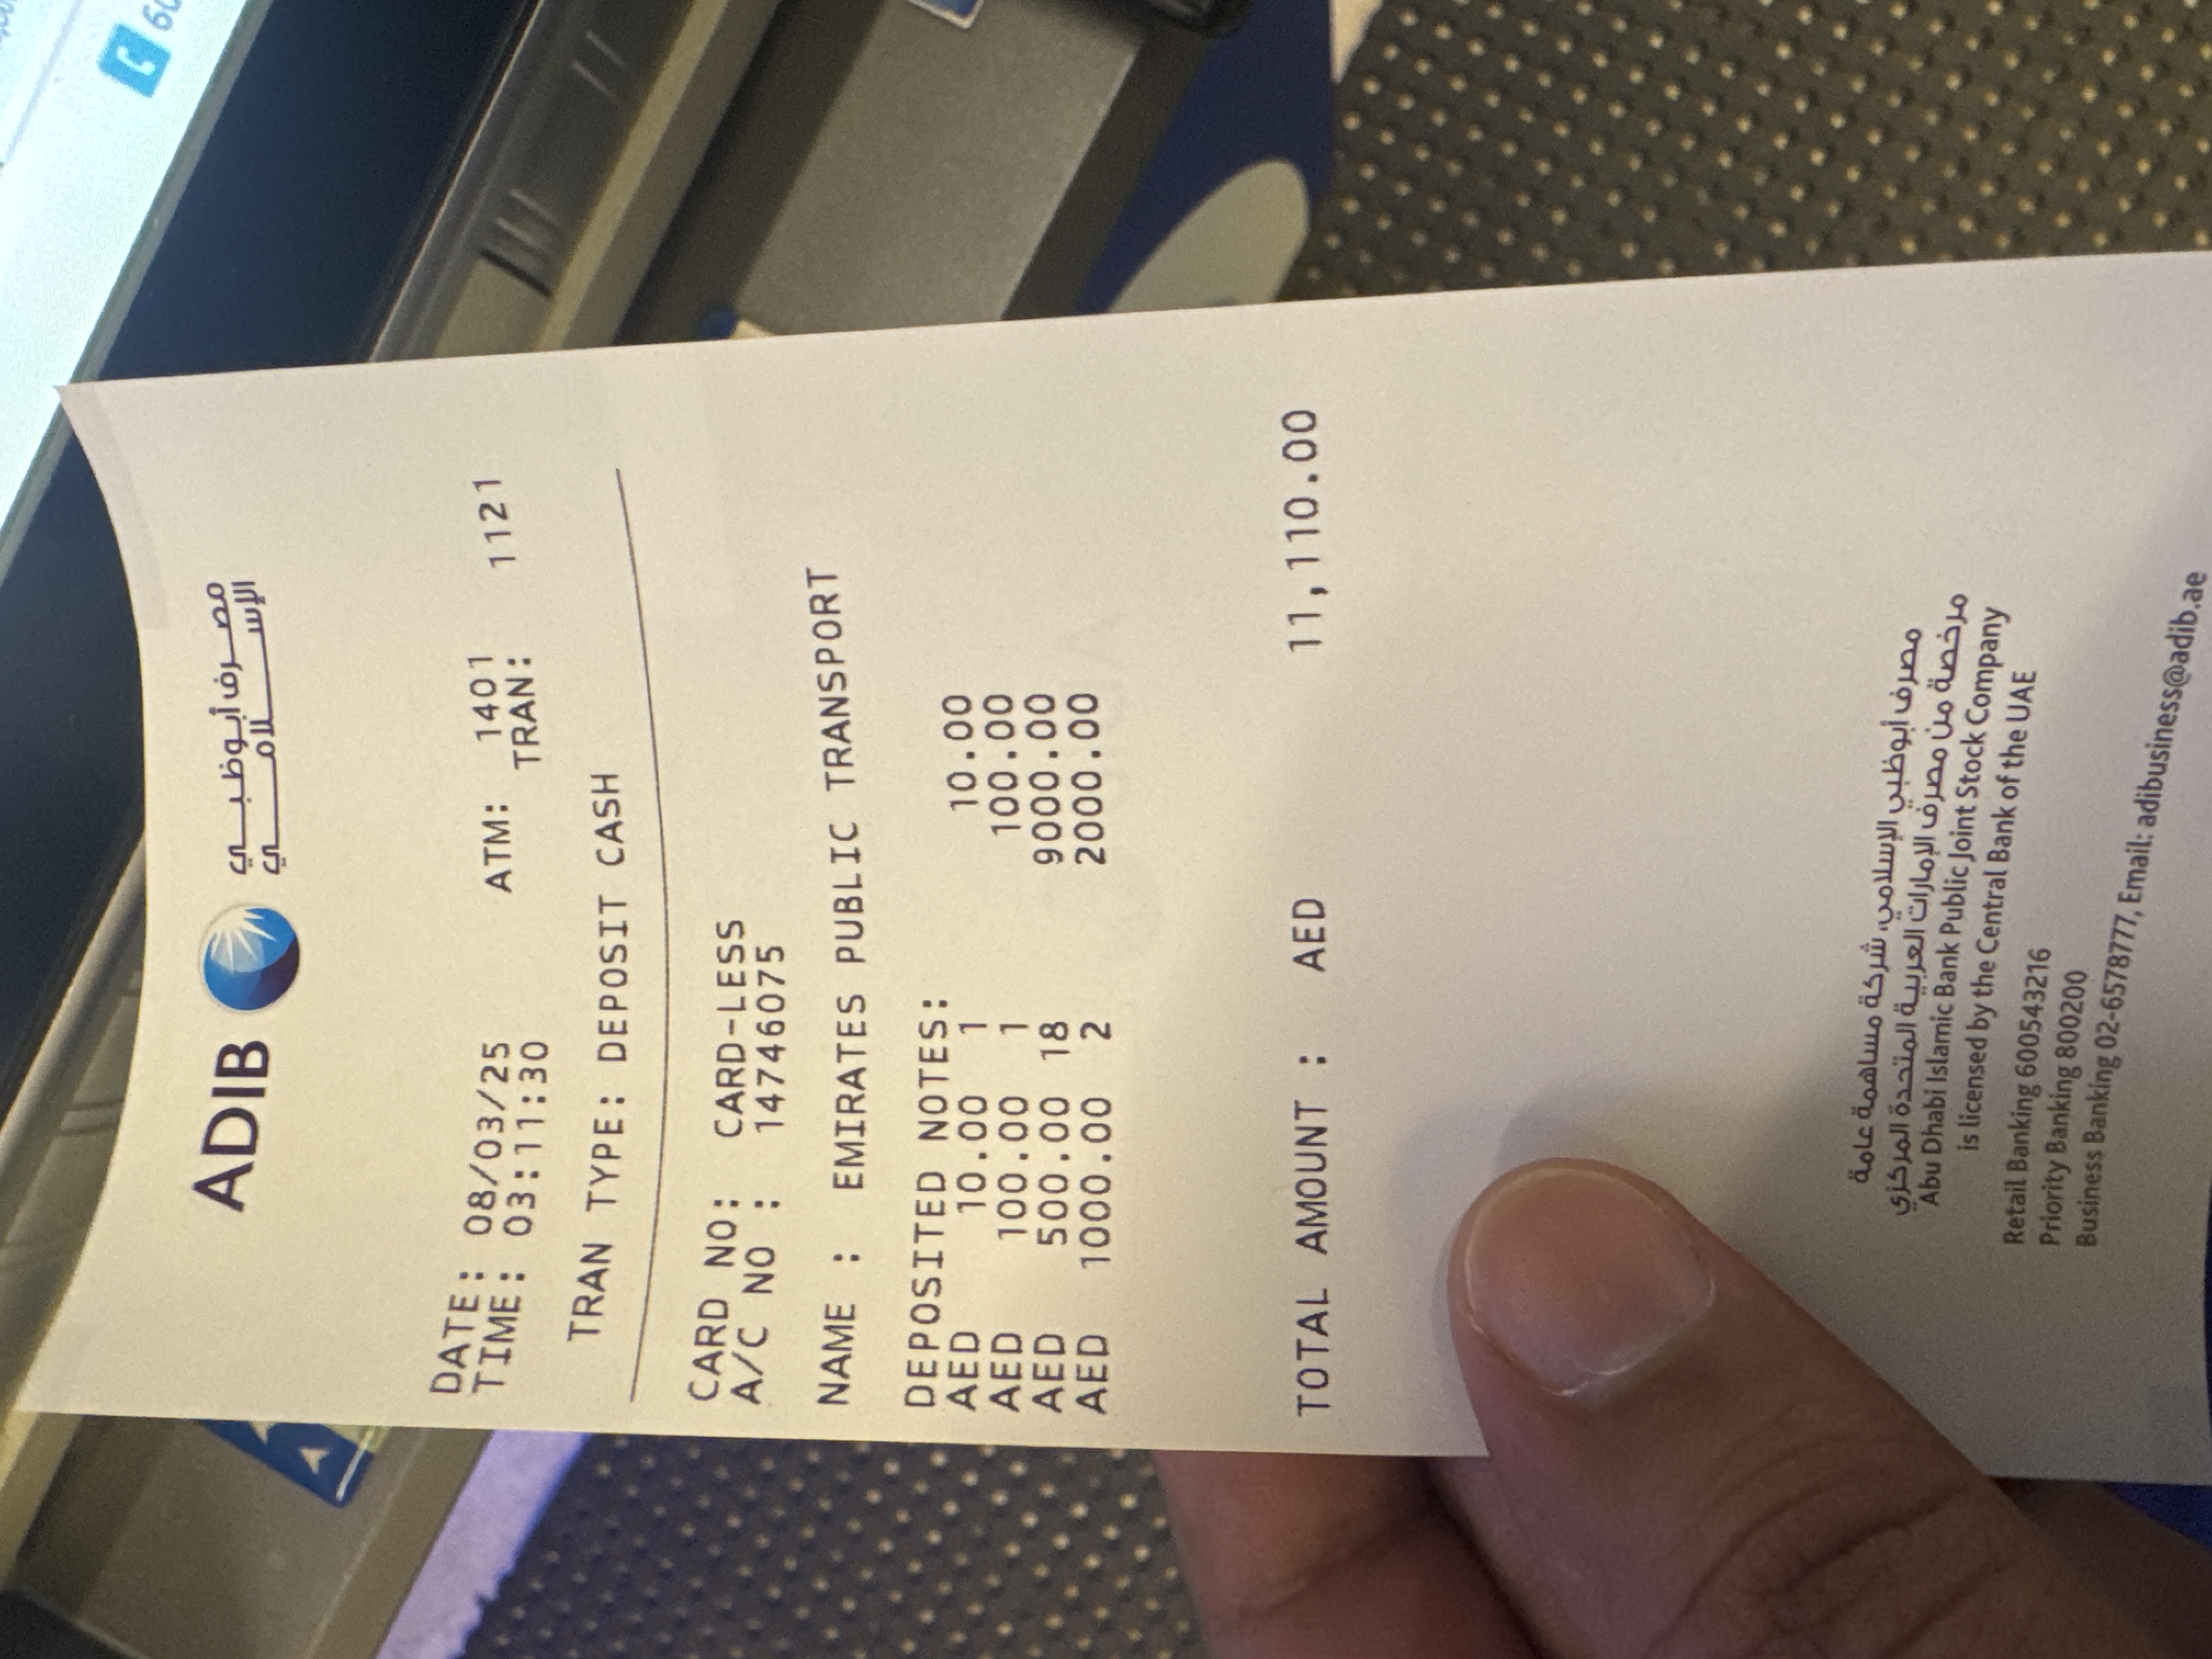 ADIB
مصرف أبوظبي
الإسلامي
DATE: 08/03/25 ATM: 1401
TIME: 03:11:30 TRAN: 1121
TRAN TYPE: DEPOSIT CASH
CARD NO: CARD-LESS
A/C NO : 14746075
NAME : EMIRATES PUBLIC TRANSPORT
DEPOSITED NOTES:
AED 10.00 1 10.00
AED 100.00 1 100.00
AED 500.00 18 9000.00
AED 1000.00 2 2000.00
TOTAL AMOUNT : AED 11,110.00
مصرف أبوظبي الإسلامي، شركة مساهمة عامة
مرخصة من مصرف الإمارات العربية المتحدة المركزي
Abu Dhabi Islamic Bank Public Joint Stock Company
is licensed by the Central Bank of the UAE
Retail Banking 600543216
Priority Banking 800200
Business Banking 02-6578777, Email: adibusiness@adib.ae